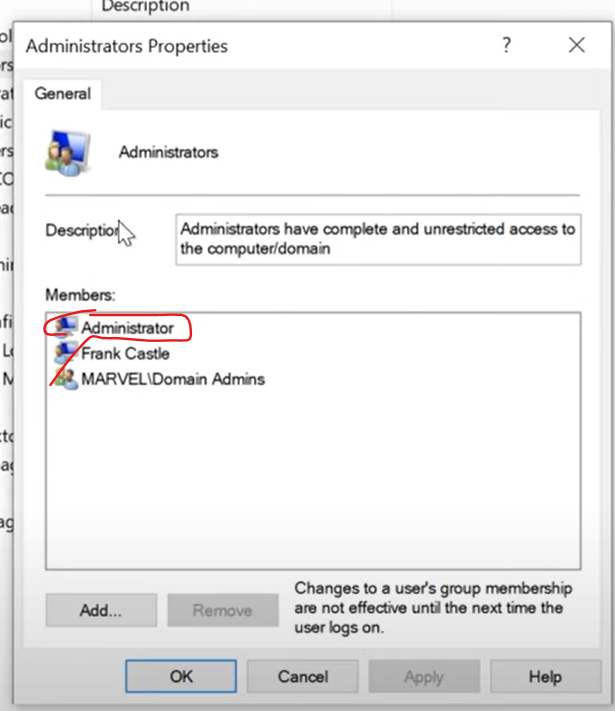 Description
Administrators Properties
General
Administrators
Description
Administrators have complete and unrestricted access to
the computer/domain
Members:
Administrator
Frank Castle
MARVEL\Domain Admins
Add...
Remove
Changes to a user's group membership
are not effective until the next time the
user logs on.
OK
Cancel
Apply
Help